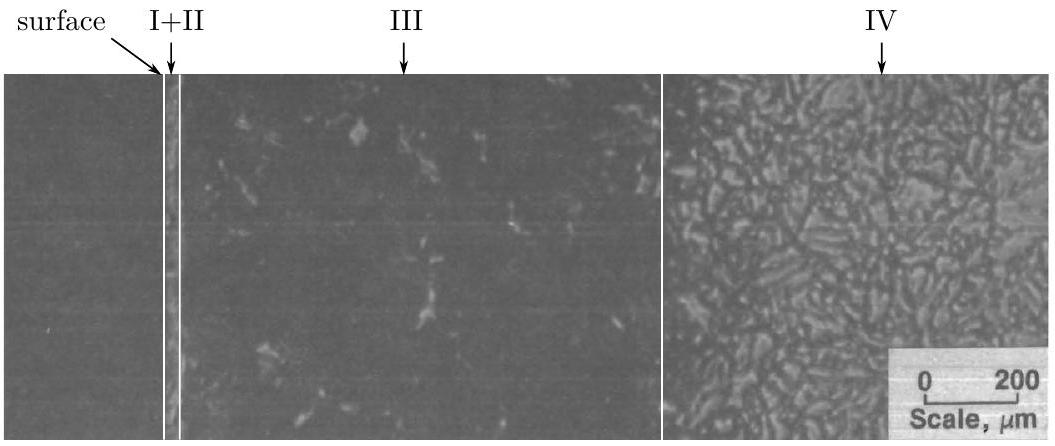 surface I+II III IV
0 200
Scale, μm